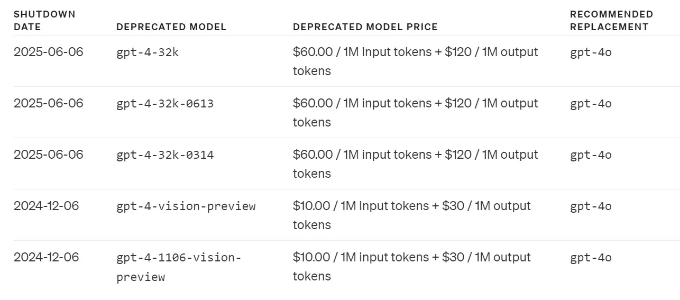 SHUTDOWN DATE DEPRECATED MODEL DEPRECATED MODEL PRICE RECOMMENDED REPLACEMENT
2025-06-06 gpt-4-32k $60.00 / 1M input tokens + $120 / 1M output gpt-4o
tokens
2025-06-06 gpt-4-32k-0613 $60.00 / 1M input tokens + $120 / 1M output gpt-4o
tokens
2025-06-06 gpt-4-32k-0314 $60.00 / 1M input tokens + $120 / 1M output gpt-4o
tokens
2024-12-06 gpt-4-vision-preview $10.00 / 1M input tokens + $30 / 1M output gpt-4o
tokens
2024-12-06 gpt-4-1106-vision- $10.00 / 1M input tokens + $30 / 1M output gpt-4o
preview tokens